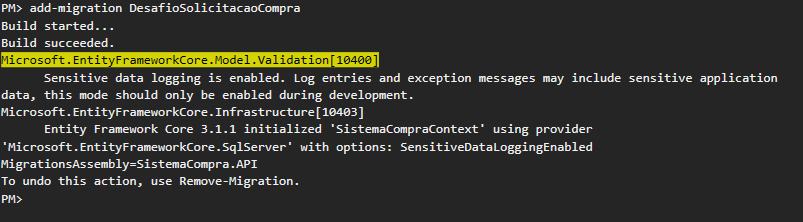 PM> add-migration DesafioSolicitacaoCompra
Build started...
Build succeeded.
Microsoft.EntityFrameworkCore.Model.Validation[10400]
      Sensitive data logging is enabled. Log entries and exception messages may include sensitive application
data, this mode should only be enabled during development.
Microsoft.EntityFrameworkCore.Infrastructure[10403]
      Entity Framework Core 3.1.1 initialized 'SistemaCompraContext' using provider
'Microsoft.EntityFrameworkCore.SqlServer' with options: SensitiveDataLoggingEnabled
MigrationsAssembly=SistemaCompra.API
To undo this action, use Remove-Migration.
PM>